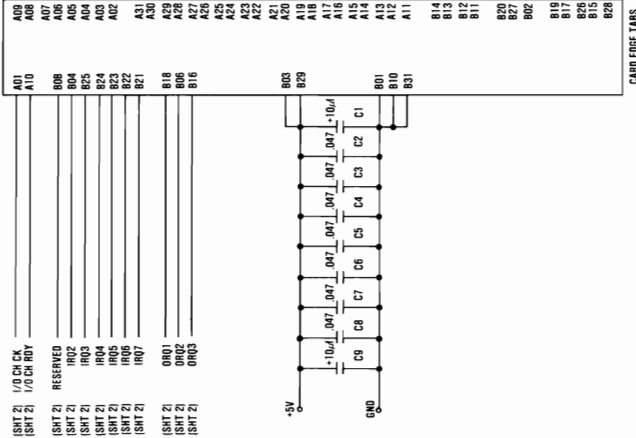 (SHT 2) I/O CH CK A01 A09
(SHT 2) I/O CH RDY A10 A08
A07
(SHT 2) RESERVED B08 A06
(SHT 2) IRQ2 B04 A05
(SHT 2) IRQ3 B25 A04
(SHT 2) IRQ4 B24 A03
(SHT 2) IRQ5 B23 A02
(SHT 2) IRQ6 B22
(SHT 2) IRQ7 B21 A31
A30
(SHT 2) DRQ1 B18 A29
(SHT 2) DRQ2 B06 A28
(SHT 2) DRQ3 B16 A27
A26
A25
A24
A23
A22
A21
B03 A20
+5V B29 A19
A18
A17
+10µ .047 .047 .047 .047 .047 .047 .047 +10µ A16
A15
C9 C8 C7 C6 C5 C4 C3 C2 C1 A14
GND B01 A13
B10 A12
B31 A11
B14
B13
B12
B11
B20
B27
B02
B19
B17
B26
B15
B28
CARD EDGE TABS